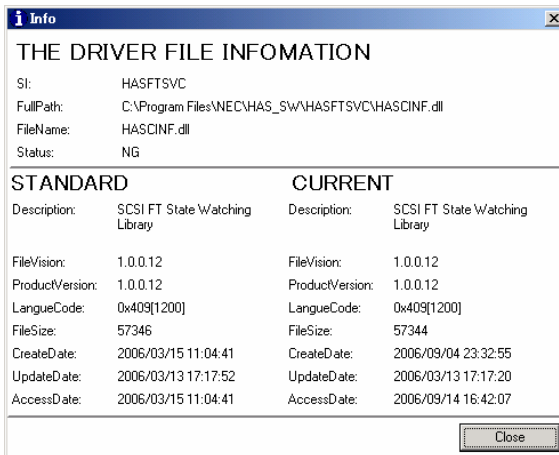 Info
THE DRIVER FILE INFOMATION
SI: HASFTSVC
FullPath: C:\Program Files\NEC\HAS_SW\HASFTSVC\HASCINF.dll
FileName: HASCINF.dll
Status: NG
STANDARD CURRENT
Description: SCSI FT State Watching Description: SCSI FT State Watching
Library Library
FileVision: 1.0.0.12 FileVision: 1.0.0.12
ProductVersion: 1.0.0.12 ProductVersion: 1.0.0.12
LangueCode: 0x409[1200] LangueCode: 0x409[1200]
FileSize: 57346 FileSize: 57344
CreateDate: 2006/03/15 11:04:41 CreateDate: 2006/09/04 23:32:55
UpdateDate: 2006/03/13 17:17:52 UpdateDate: 2006/03/13 17:17:20
AccessDate: 2006/03/15 11:04:41 AccessDate: 2006/09/14 16:42:07
Close